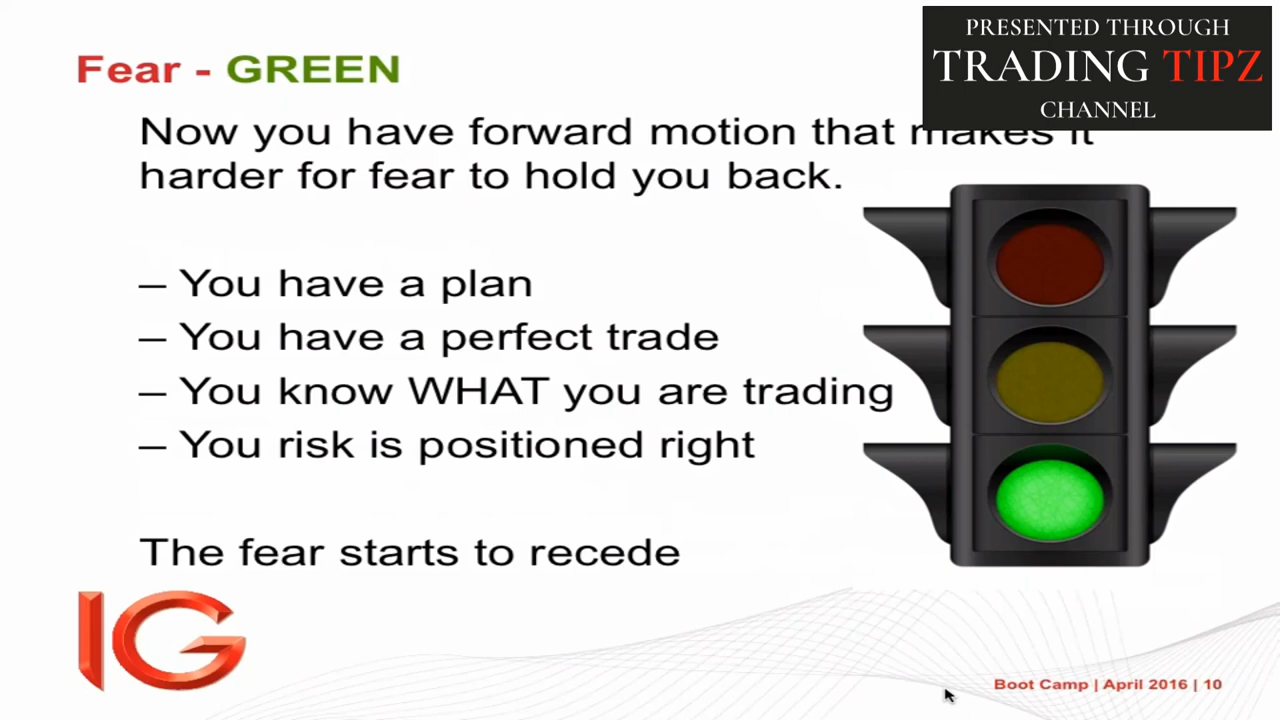 Fear - GREEN
PRESENTED THROUGH
TRADING TIPZ
CHANNEL
Now you have forward motion that makes it
harder for fear to hold you back.
– You have a plan
– You have a perfect trade
– You know WHAT you are trading
– You risk is positioned right
The fear starts to recede
IG
Boot Camp | April 2016 | 10